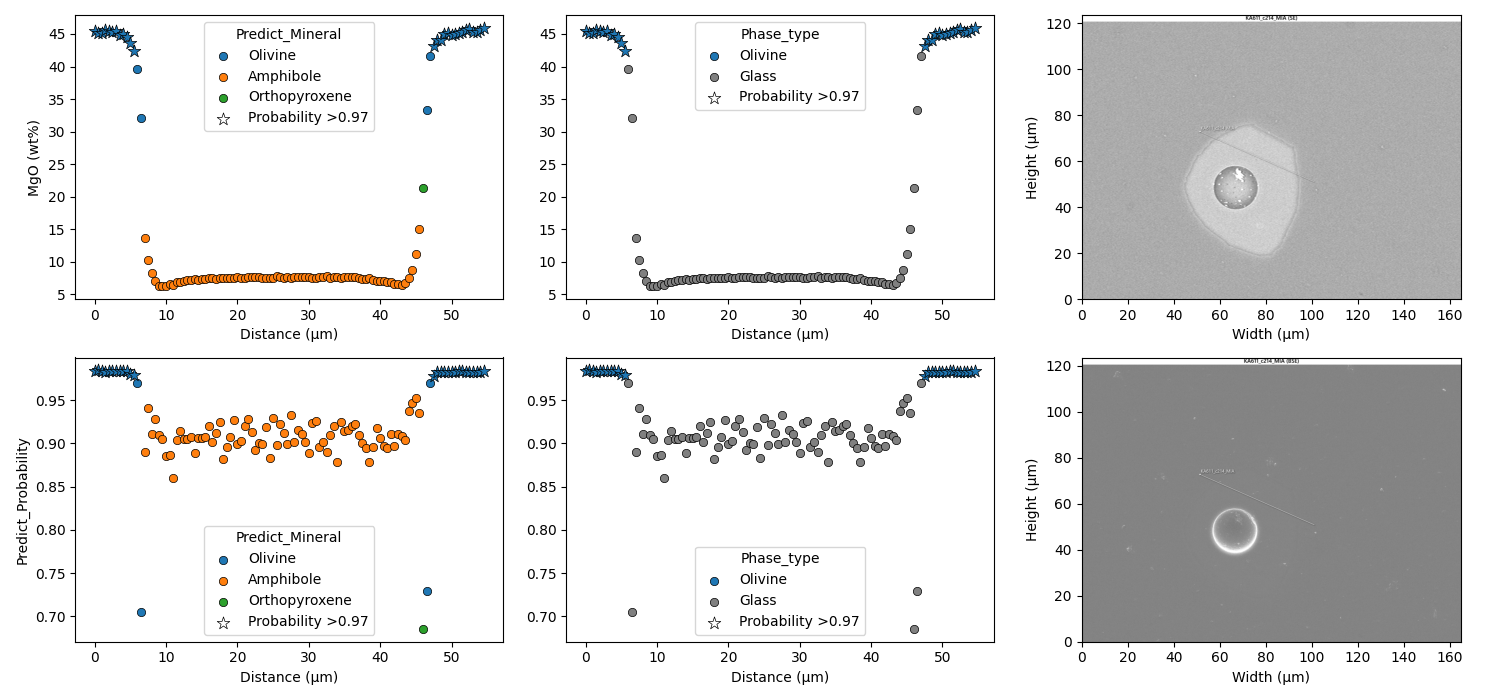 MgO (wt%)
45
40
35
30
25
20
15
10
5
Predict_Mineral
Olivine
Amphibole
Orthopyroxene
Probability >0.97
0 10 20 30 40 50
Distance (μm)
45
40
35
30
25
20
15
10
5
Phase_type
Olivine
Glass
Probability >0.97
0 10 20 30 40 50
Distance (μm)
KA611_c214_MIA (SE)
Height (μm)
120
100
80
60
40
20
0
0 20 40 60 80 100 120 140 160
Width (μm)
Predict_Probability
0.95
0.90
0.85
0.80
0.75
0.70
Predict_Mineral
Olivine
Amphibole
Orthopyroxene
Probability >0.97
0 10 20 30 40 50
Distance (μm)
0.95
0.90
0.85
0.80
0.75
0.70
Phase_type
Olivine
Glass
Probability >0.97
0 10 20 30 40 50
Distance (μm)
KA611_c214_MIA (BSE)
Height (μm)
120
100
80
60
40
20
0
KA611_c214_MIA
0 20 40 60 80 100 120 140 160
Width (μm)